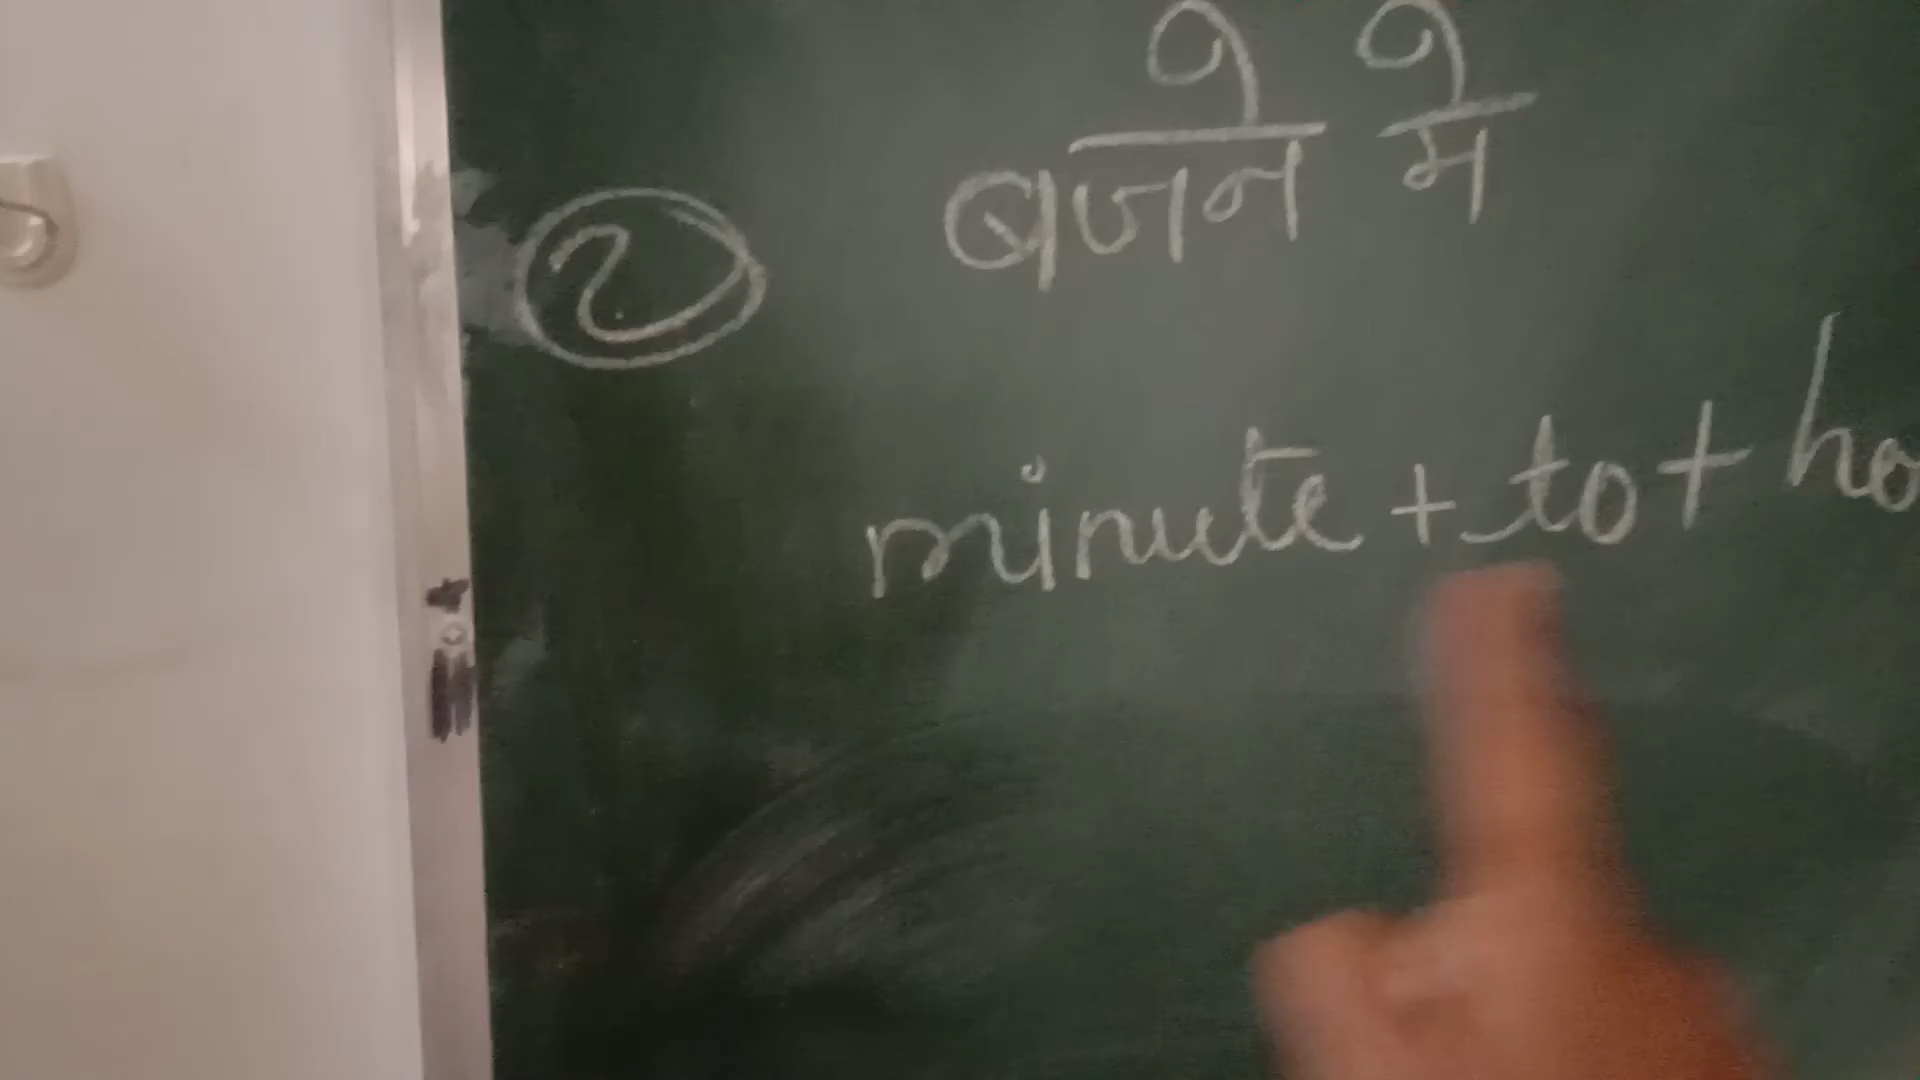 ② बजने में
minute + to + ho